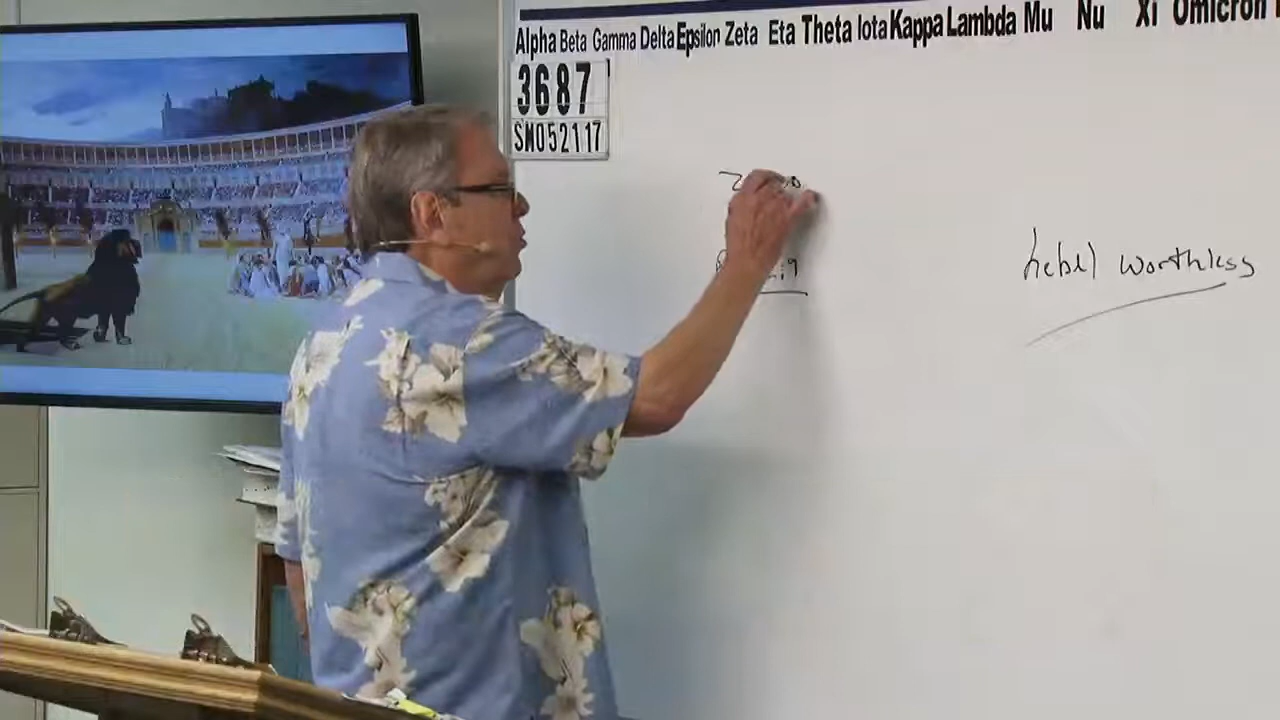 Alpha Beta Gamma Delta Epsilon Zeta Eta Theta Iota Kappa Lambda Mu Nu Xi Omicron
3687
SM052117
hebel worthless